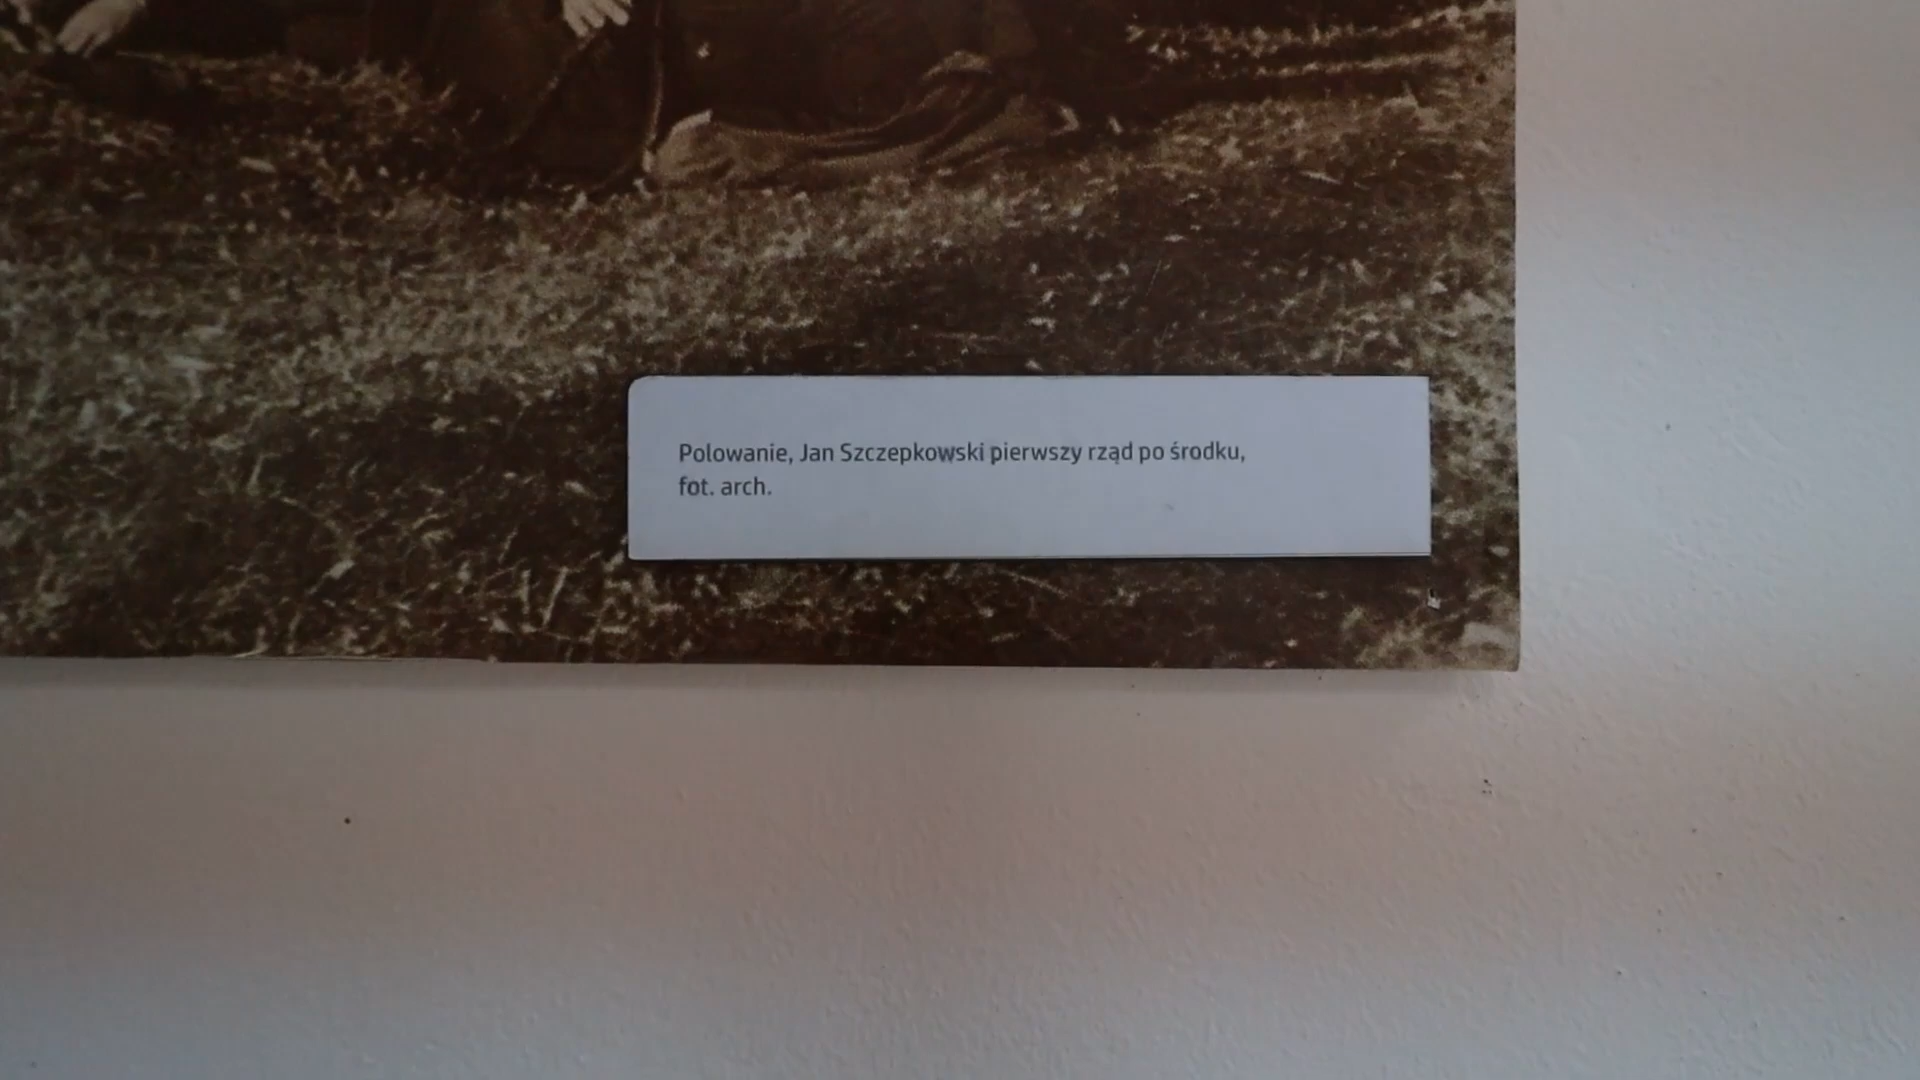 Polowanie, Jan Szczepkowski pierwszy rząd po środku,
fot. arch.